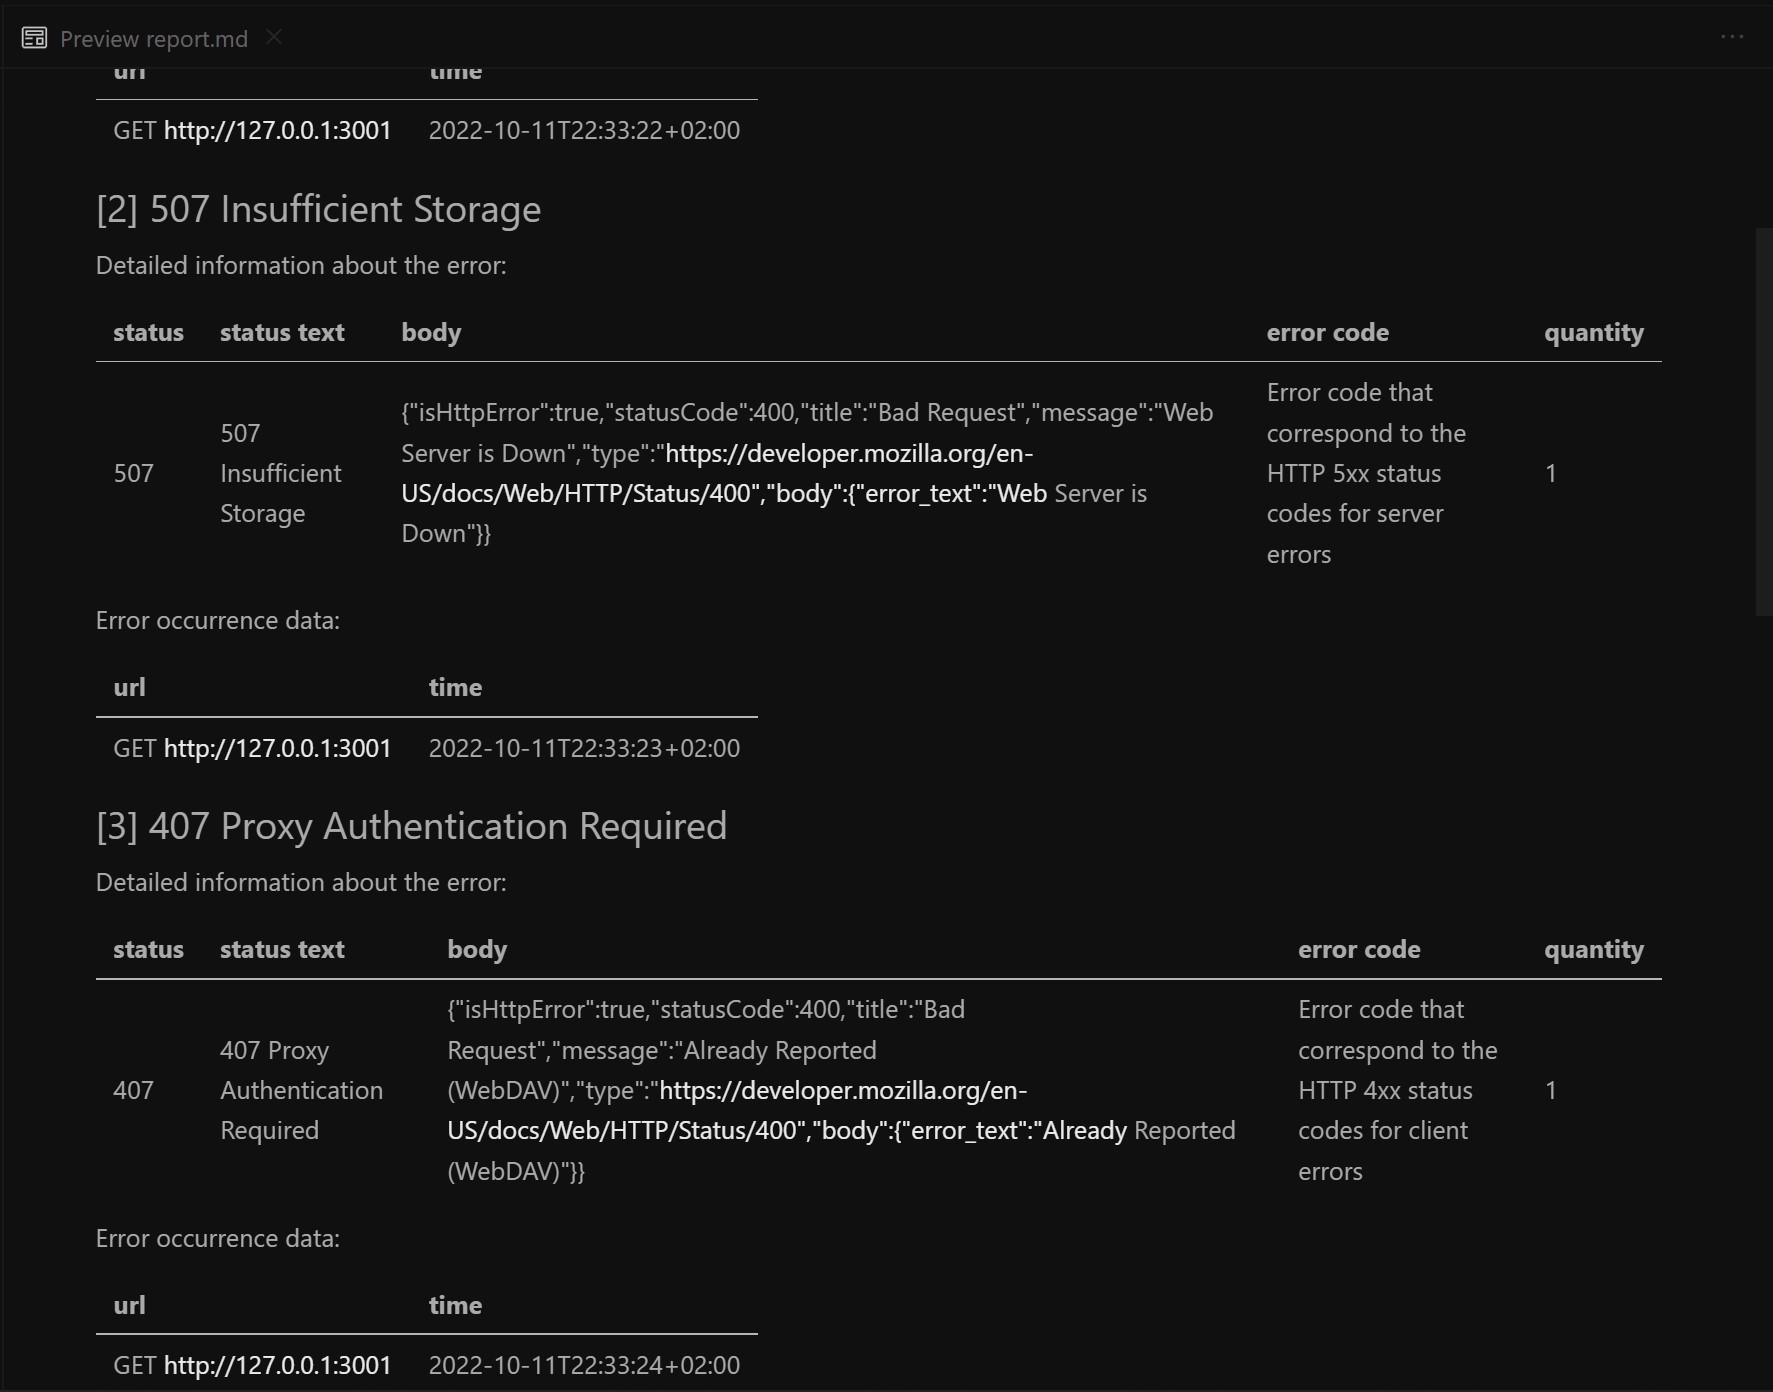 Preview report.md
url time
GET http://127.0.0.1:3001 2022-10-11T22:33:22+02:00
[2] 507 Insufficient Storage
Detailed information about the error:
status status text body error code quantity
507
507
Insufficient
Storage
{"isHttpError":true,"statusCode":400,"title":"Bad Request","message":"Web
Server is Down","type":"https://developer.mozilla.org/en-
US/docs/Web/HTTP/Status/400","body":{"error_text":"Web Server is
Down"}}
Error code that
correspond to the
HTTP 5xx status
codes for server
errors
1
Error occurrence data:
url time
GET http://127.0.0.1:3001 2022-10-11T22:33:23+02:00
[3] 407 Proxy Authentication Required
Detailed information about the error:
status status text body error code quantity
407
407 Proxy
Authentication
Required
{"isHttpError":true,"statusCode":400,"title":"Bad
Request","message":"Already Reported
(WebDAV)","type":"https://developer.mozilla.org/en-
US/docs/Web/HTTP/Status/400","body":{"error_text":"Already Reported
(WebDAV)"}}
Error code that
correspond to the
HTTP 4xx status
codes for client
errors
1
Error occurrence data:
url time
GET http://127.0.0.1:3001 2022-10-11T22:33:24+02:00